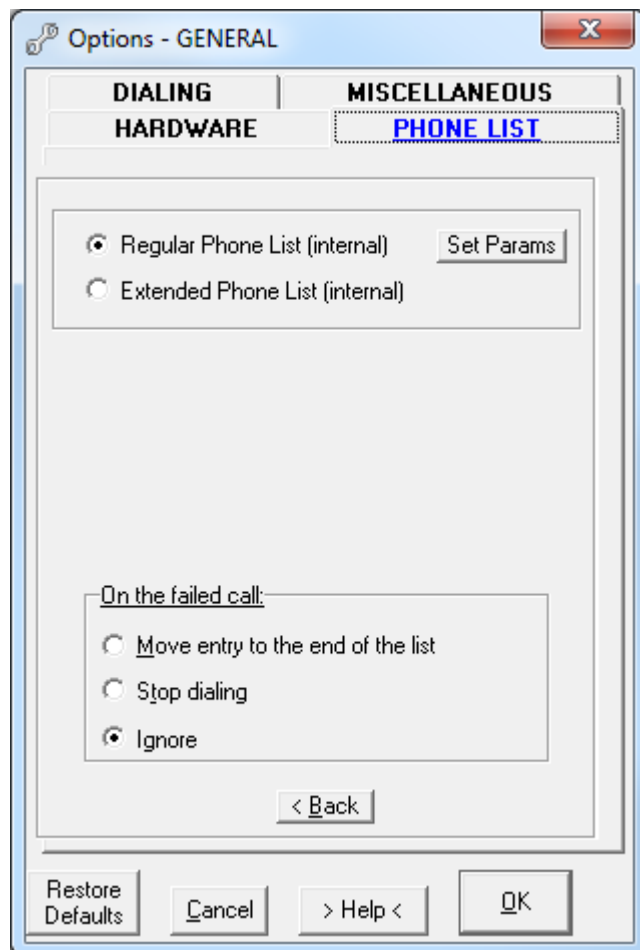 Options - GENERAL
DIALING
MISCELLANEOUS
HARDWARE
PHONE LIST
Regular Phone List (internal)
Set Params
Extended Phone List (internal)
On the failed call:
Move entry to the end of the list
Stop dialing
Ignore
< Back
Restore
Defaults
Cancel
> Help <
OK